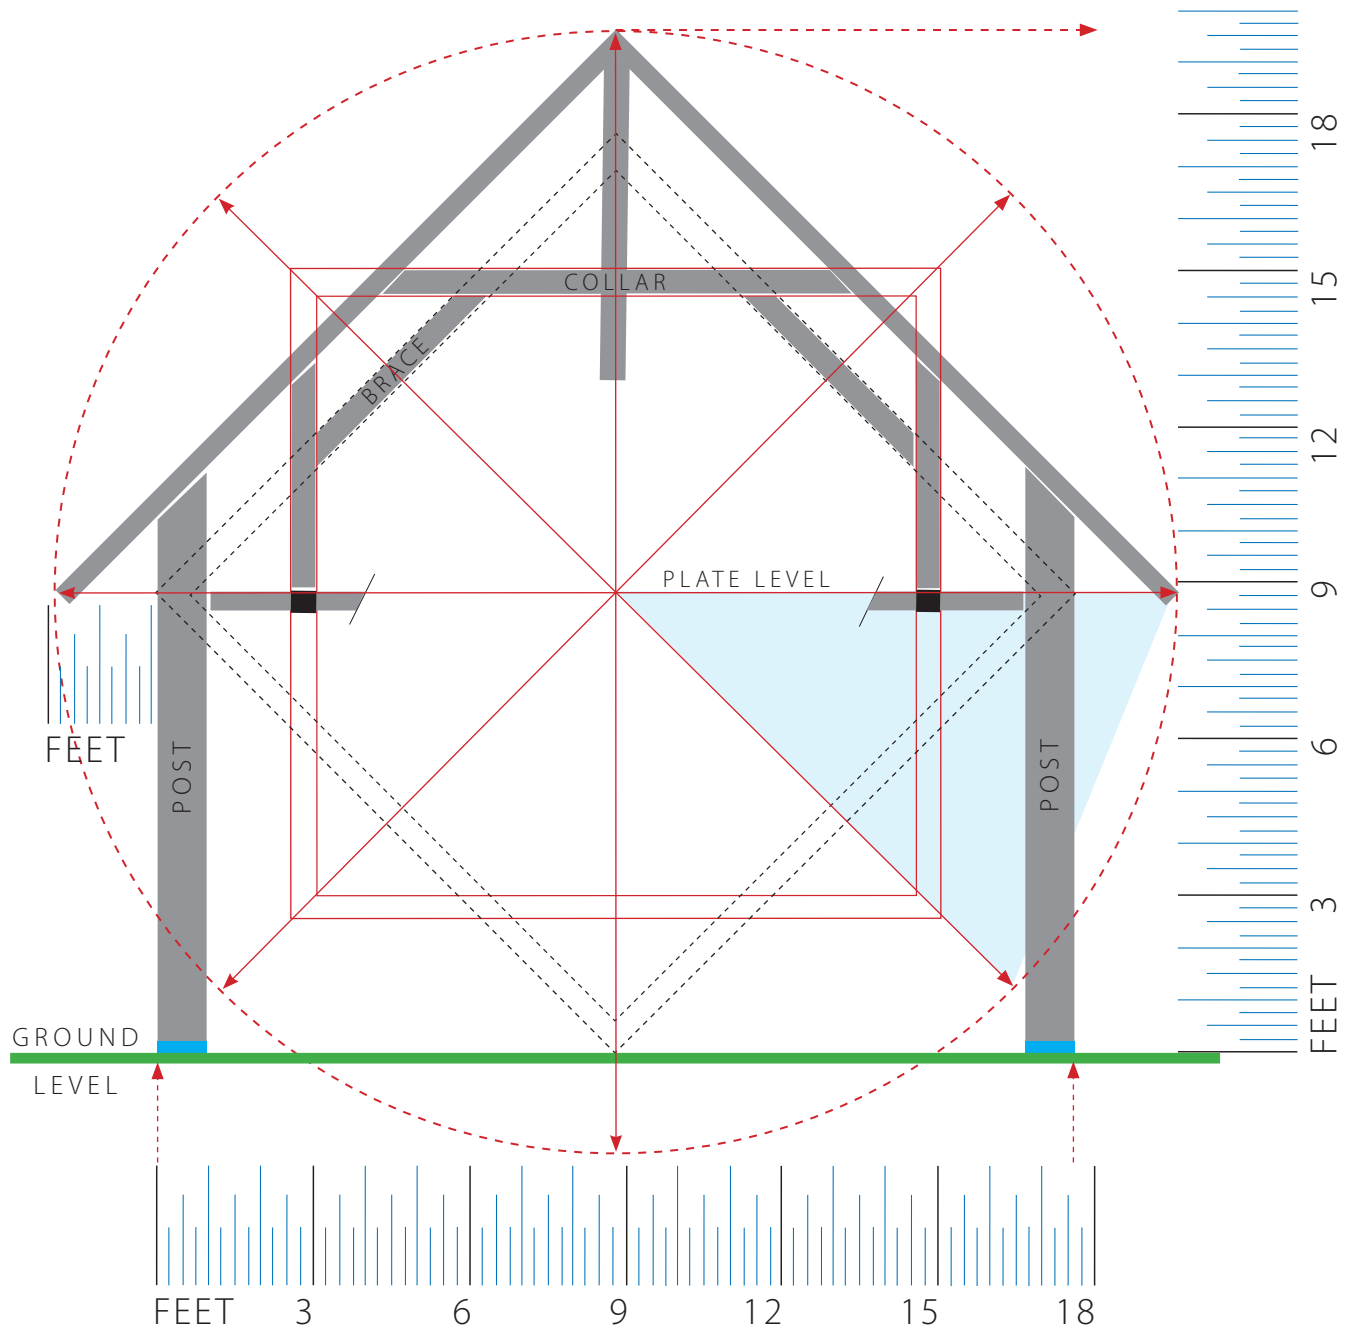 18
COLLAR
15
BRACE
12
PLATE LEVEL
9
FEET
POST
POST
6
3
FEET
GROUND
LEVEL
FEET 3 6 9 12 15 18